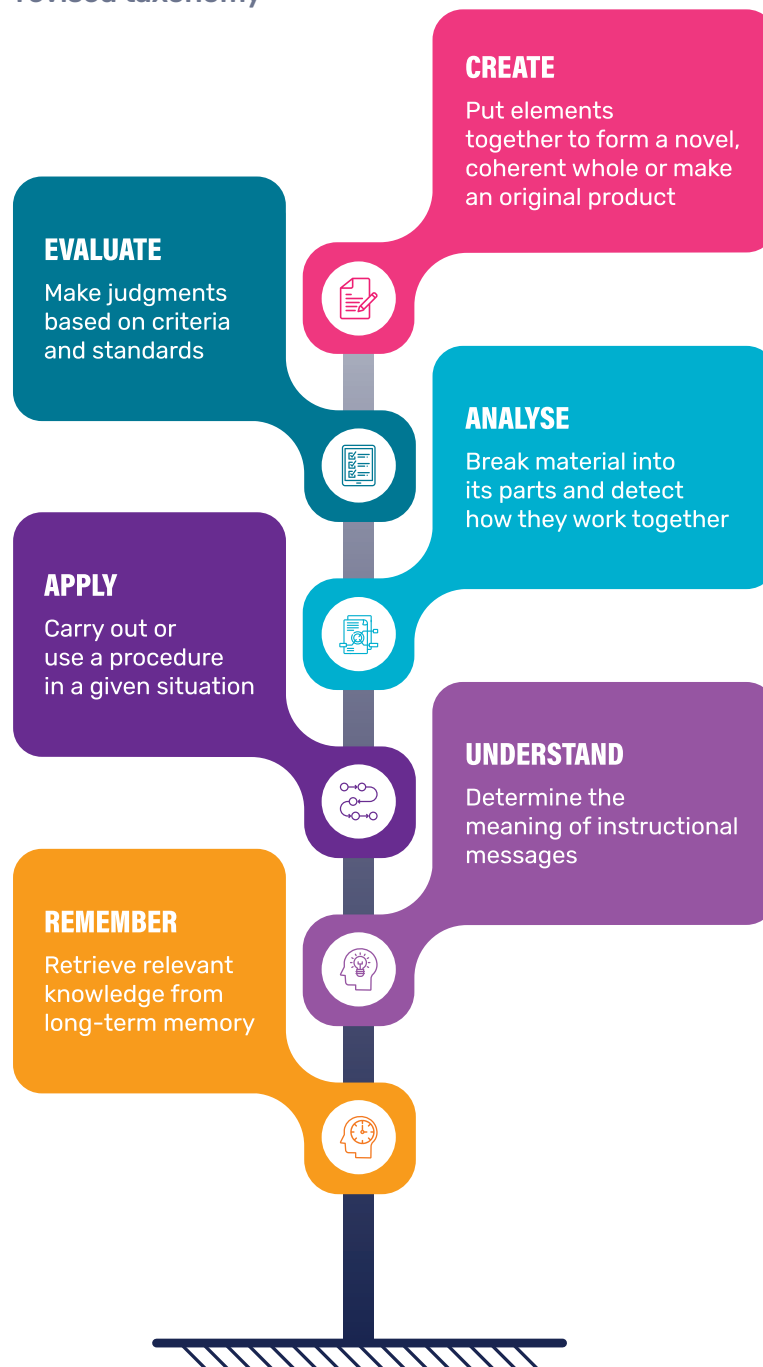 revised taxonomy
CREATE
Put elements
together to form a novel,
coherent whole or make
an original product
EVALUATE
Make judgments
based on criteria
and standards
ANALYSE
Break material into
its parts and detect
how they work together
APPLY
Carry out or
use a procedure
in a given situation
UNDERSTAND
Determine the
meaning of instructional
messages
REMEMBER
Retrieve relevant
knowledge from
long-term memory